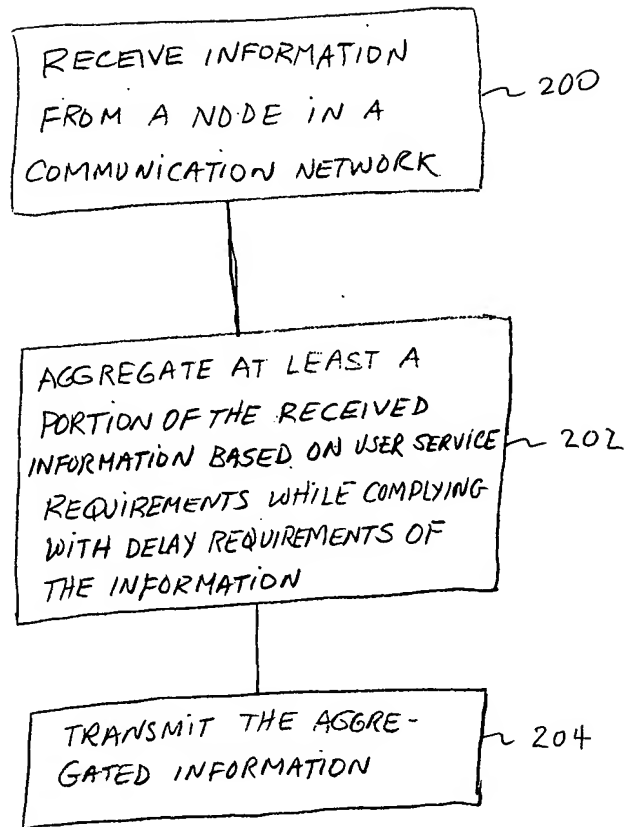 RECEIVE INFORMATION
FROM A NODE IN A
COMMUNICATION NETWORK
200
AGGREGATE AT LEAST A
PORTION OF THE RECEIVED
INFORMATION BASED ON USER SERVICE
REQUIREMENTS WHILE COMPLYING
WITH DELAY REQUIREMENTS OF
THE INFORMATION
202
TRANSMIT THE AGGRE-
GATED INFORMATION
204